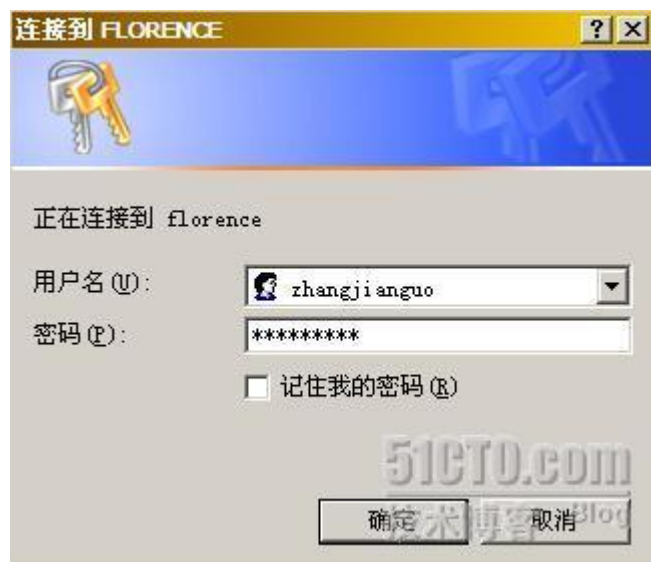 连接到 FLORENCE
正在连接到 florence
用户名(U):
zhangjianguo
密码(P):
*********
记住我的密码(R)
51CTO.com
确定 取消
技术博客 Blog